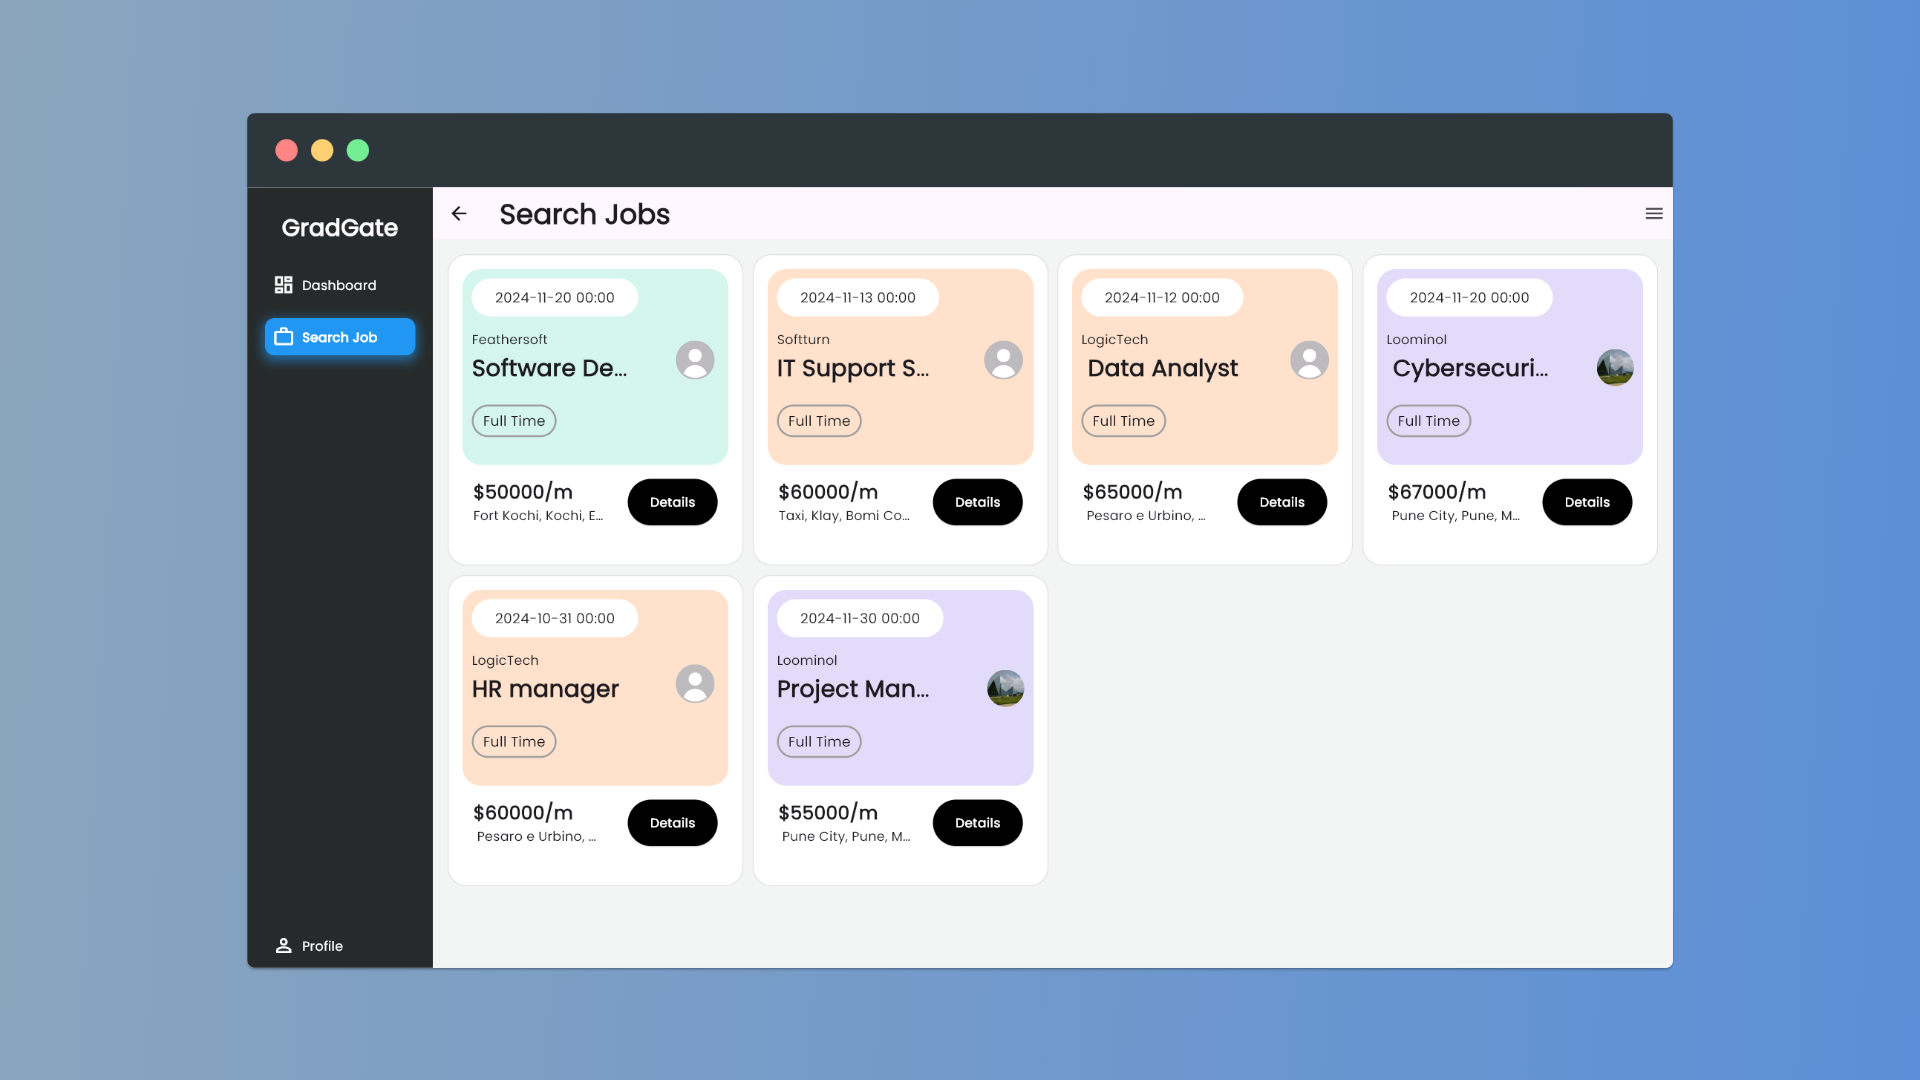 GradGate
Dashboard
Search Job
Profile
Search Jobs
2024-11-20 00:00
Feathersoft
Software De...
Full Time
$50000/m
Fort Kochi, Kochi, E...
Details
2024-11-13 00:00
Softturn
IT Support S...
Full Time
$60000/m
Taxi, Klay, Bomi Co...
Details
2024-11-12 00:00
LogicTech
Data Analyst
Full Time
$65000/m
Pesaro e Urbino, ...
Details
2024-11-20 00:00
Loominol
Cybersecuri...
Full Time
$67000/m
Pune City, Pune, M...
Details
2024-10-31 00:00
LogicTech
HR manager
Full Time
$60000/m
Pesaro e Urbino, ...
Details
2024-11-30 00:00
Loominol
Project Man...
Full Time
$55000/m
Pune City, Pune, M...
Details